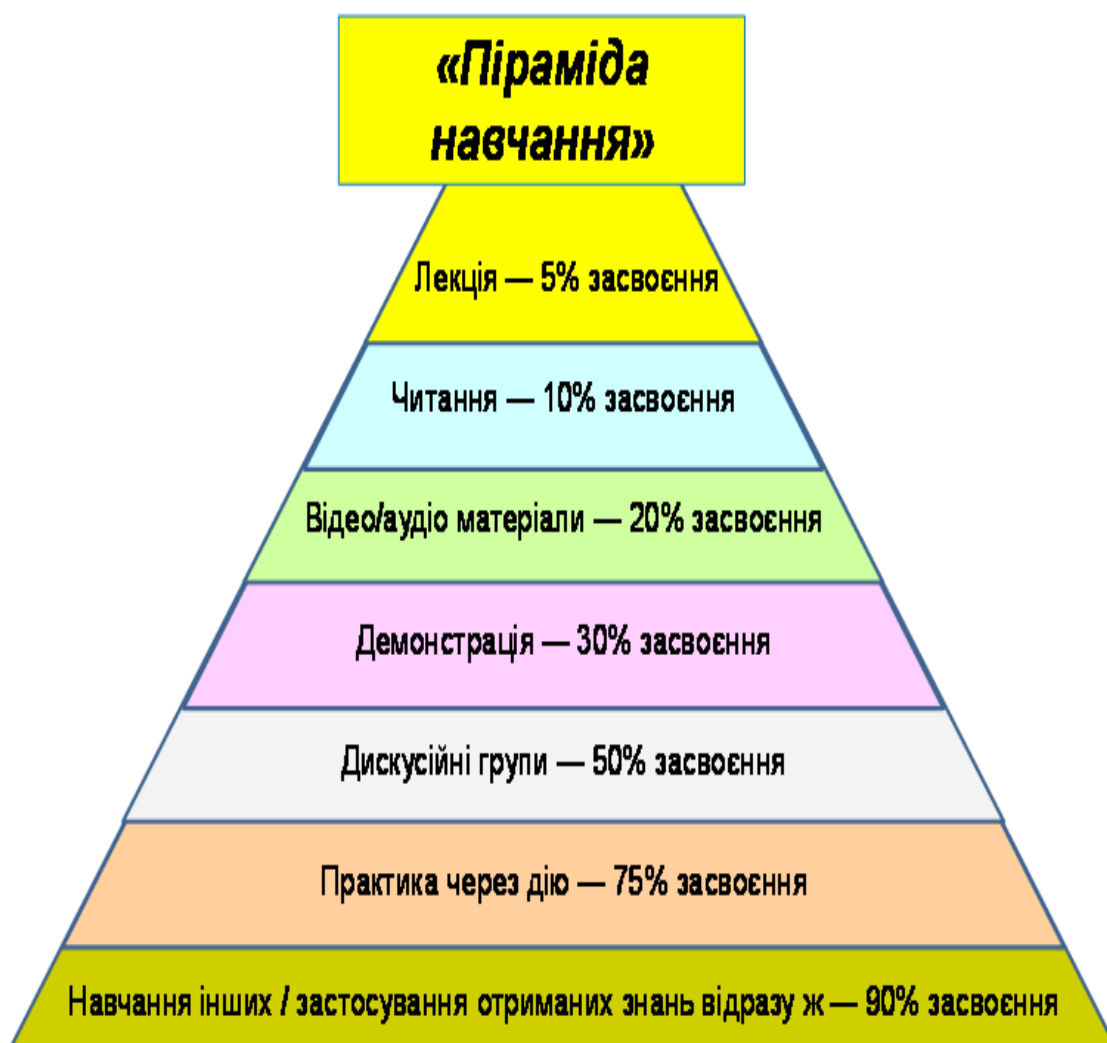 «Піраміда
навчання»
Лекція — 5% засвоєння
Читання — 10% засвоєння
Відео/аудіо матеріали — 20% засвоєння
Демонстрація — 30% засвоєння
Дискусійні групи — 50% засвоєння
Практика через дію — 75% засвоєння
Навчання інших / застосування отриманих знань відразу ж — 90% засвоєння